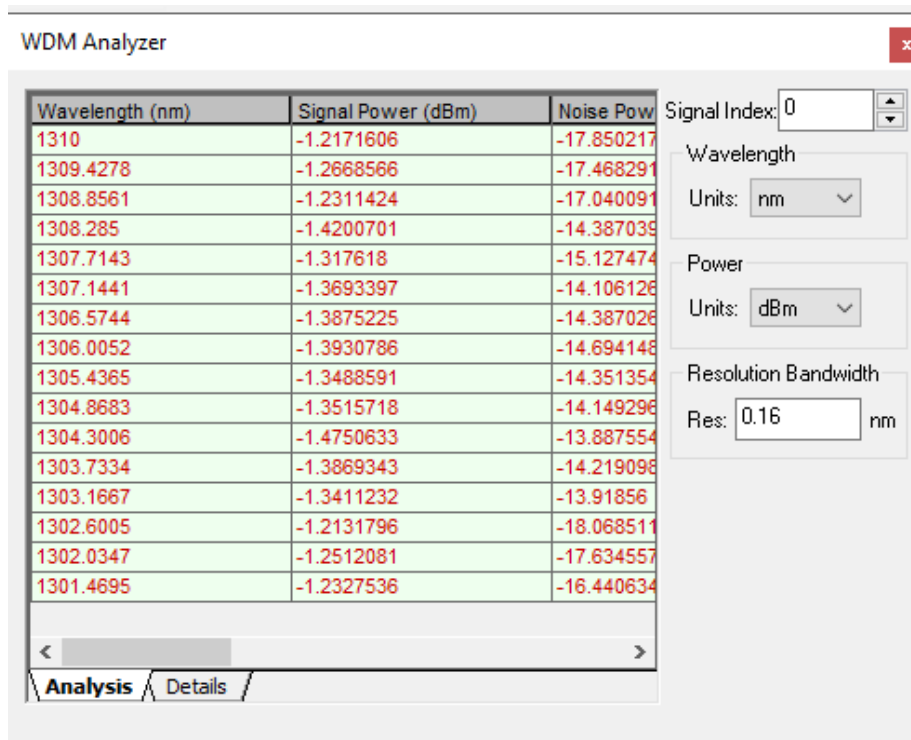 WDM Analyzer
x
Wavelength (nm) Signal Power (dBm) Noise Pow
1310 -1.2171606 -17.850217
1309.4278 -1.2668566 -17.468291
1308.8561 -1.2311424 -17.040091
1308.285 -1.4200701 -14.387039
1307.7143 -1.317618 -15.127474
1307.1441 -1.3693397 -14.106126
1306.5744 -1.3875225 -14.387026
1306.0052 -1.3930786 -14.694148
1305.4365 -1.3488591 -14.351354
1304.8683 -1.3515718 -14.149296
1304.3006 -1.4750633 -13.887554
1303.7334 -1.3869343 -14.219098
1303.1667 -1.3411232 -13.91856
1302.6005 -1.2131796 -18.068511
1302.0347 -1.2512081 -17.634557
1301.4695 -1.2327536 -16.440634
Analysis Details
Signal Index: 0
Wavelength
Units: nm
Power
Units: dBm
Resolution Bandwidth
Res: 0.16 nm